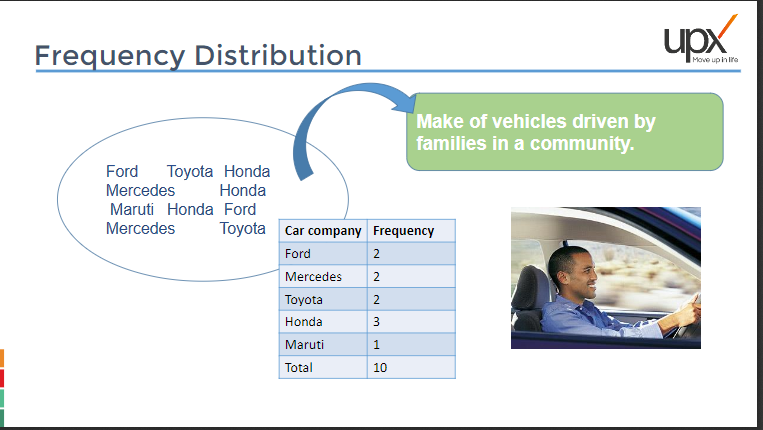 Frequency Distribution
upx
Move up in life
Make of vehicles driven by
families in a community.
Ford Toyota Honda
Mercedes Honda
Maruti Honda Ford
Mercedes Toyota
Car company Frequency
Ford 2
Mercedes 2
Toyota 2
Honda 3
Maruti 1
Total 10